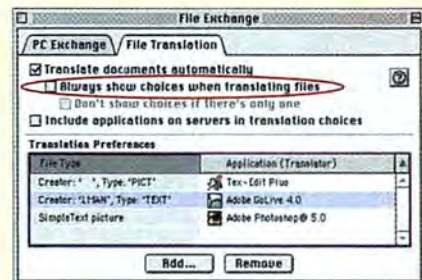 File Exchange
PC Exchange File Translation
Translate documents automatically
Always show choices when translating files
Don't show choices if there's only one
Include applications on servers in translation choices
Translation Preferences
File Type Application (Translator)
Creator: ' ', Type: "PICT" Tex-Edit Plus
Creator: "LMAN", Type: "TEXT" Adobe GoLive 4.0
SimpleText picture Adobe Photoshop® 5.0
Add... Remove